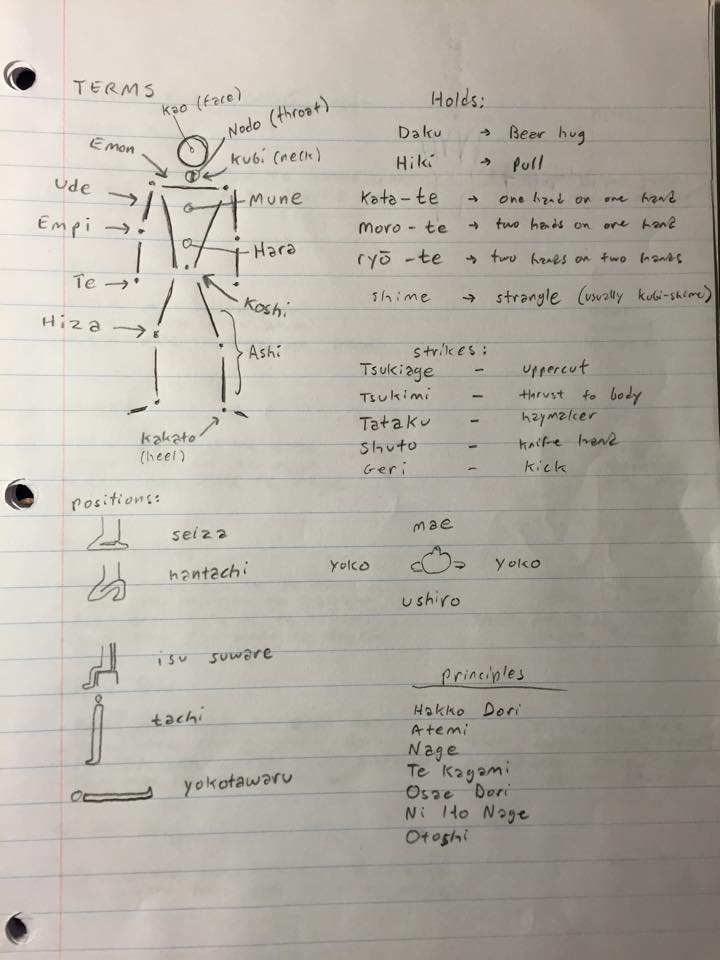 TERMS
Kao (face)
Nodo (throat)
Emon
Kubi (neck)
Ude
Mune
Empi
Hara
Te
Koshi
Hiza
Ashi
Kakato
(heel)
Holds:
Daku → Bear hug
Hiki → Pull
Kata-te → one hand on one hand
moro-te → two hands on one hand
ryō-te → two hands on two hands
shime → strangle (usually kubi-shime)
strikes:
Tsukiage - uppercut
Tsukimi - thrust to body
Tataku - haymaker
Shuto - knife hand
Geri - kick
positions:
seiza
hantachi
isu suware
tachi
yokotawaru
mae
yoko yoko
ushiro
Principles
Hakko Dori
Atemi
Nage
Te Kagami
Osae Dori
Ni Ho Nage
Otoshi